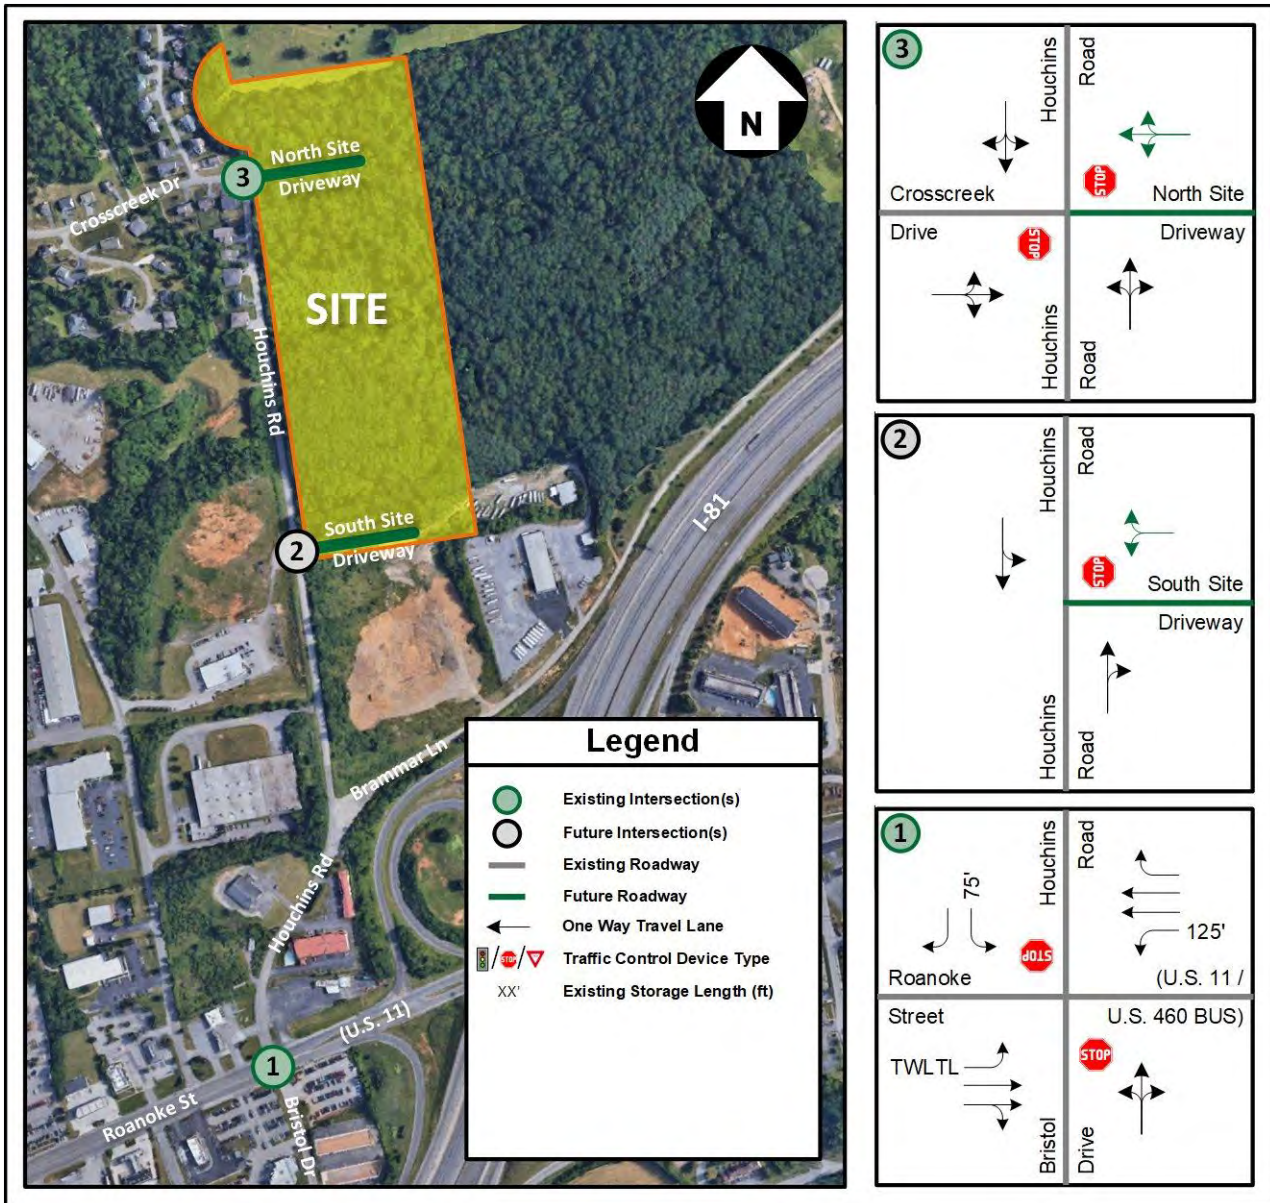 North Site
Driveway
3
Crosscreek Dr
N
SITE
Houchins Rd
I-81
South Site
Driveway
2
Brammar Ln
Houchins Rd
(U.S. 11)
1
Roanoke St
Bristol Dr
Legend
Existing Intersection(s)
Future Intersection(s)
Existing Roadway
Future Roadway
One Way Travel Lane
STOP
Traffic Control Device Type
XX'
Existing Storage Length (ft)
3
Houchins
Road
Crosscreek
STOP
North Site
Drive
STOP
Driveway
Houchins
Road
2
Houchins
Road
STOP
South Site
Driveway
Houchins
Road
1
Houchins
Road
75'
125'
STOP
Roanoke
(U.S. 11 /
Street
U.S. 460 BUS)
TWLTL
STOP
Bristol
Drive